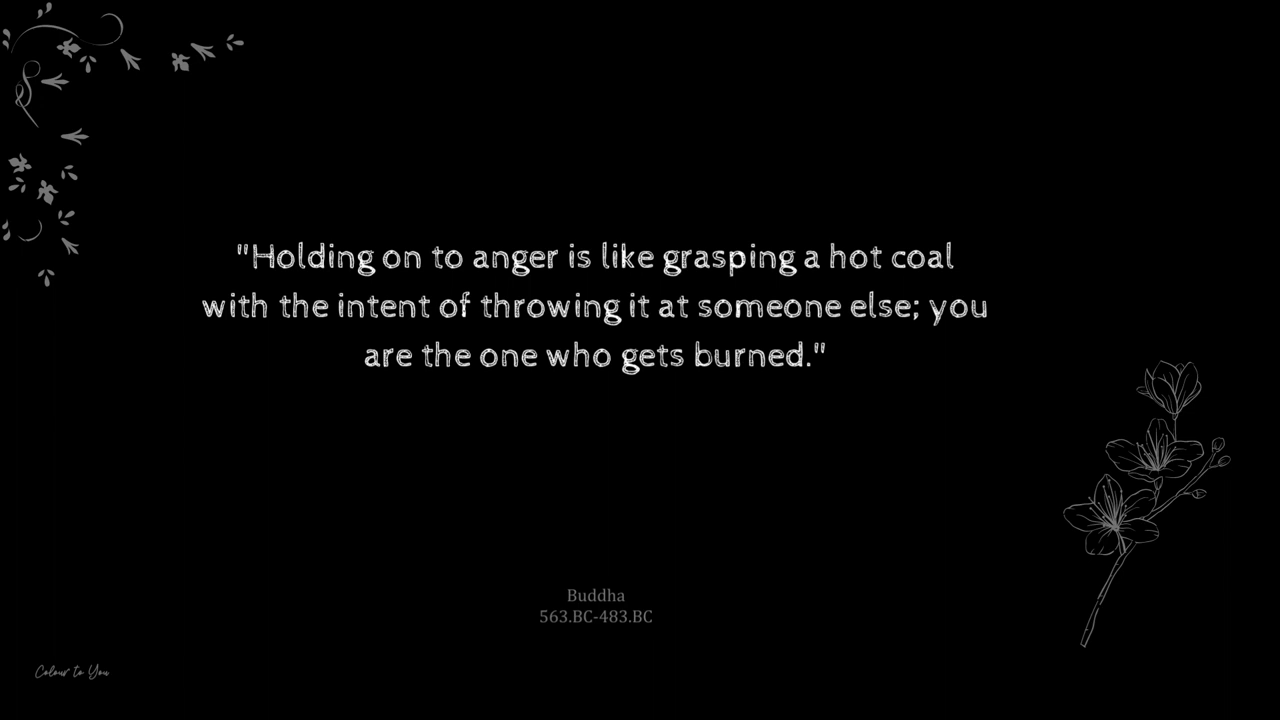 "Holding on to anger is like grasping a hot coal
with the intent of throwing it at someone else; you
are the one who gets burned."
Buddha
563.BC-483.BC
Colour to You